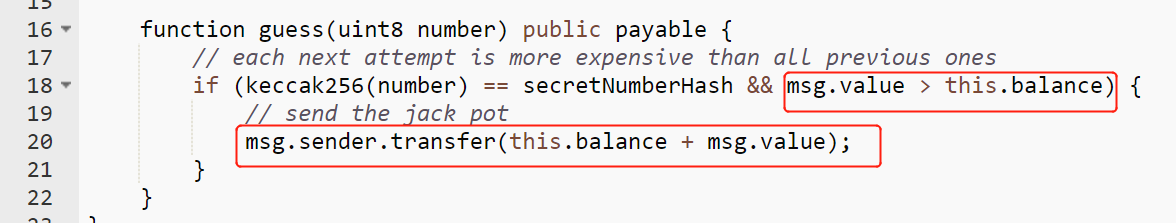 15
16 function guess(uint8 number) public payable {
17 // each next attempt is more expensive than all previous ones
18 if (keccak256(number) == secretNumberHash && msg.value > this.balance) {
19 // send the jack pot
20 msg.sender.transfer(this.balance + msg.value);
21 }
22 }
23 }